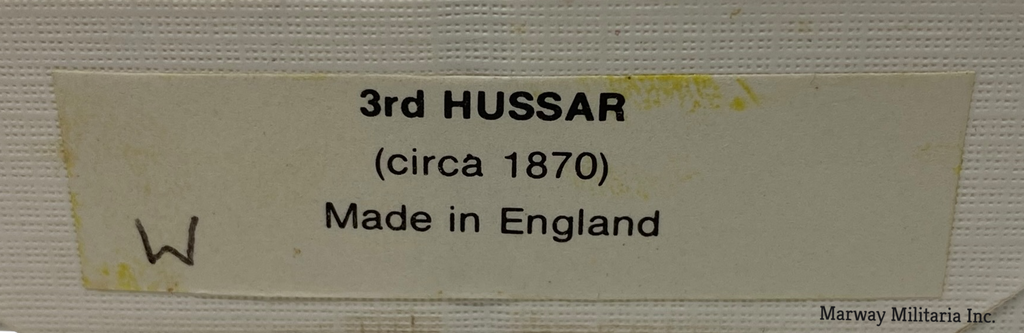 3rd HUSSAR
(circa 1870)
Made in England
W
Marway Militaria Inc.